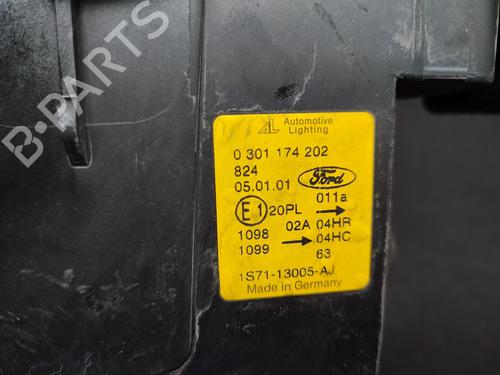 B-PARTS
AL Automotive
Lighting
0 301 174 202
824
05.01.01
Ford
E1 20PL
011a
02A 04HR
1098
1099 04HC
63
1S71-13005-AJ
Made in Germany